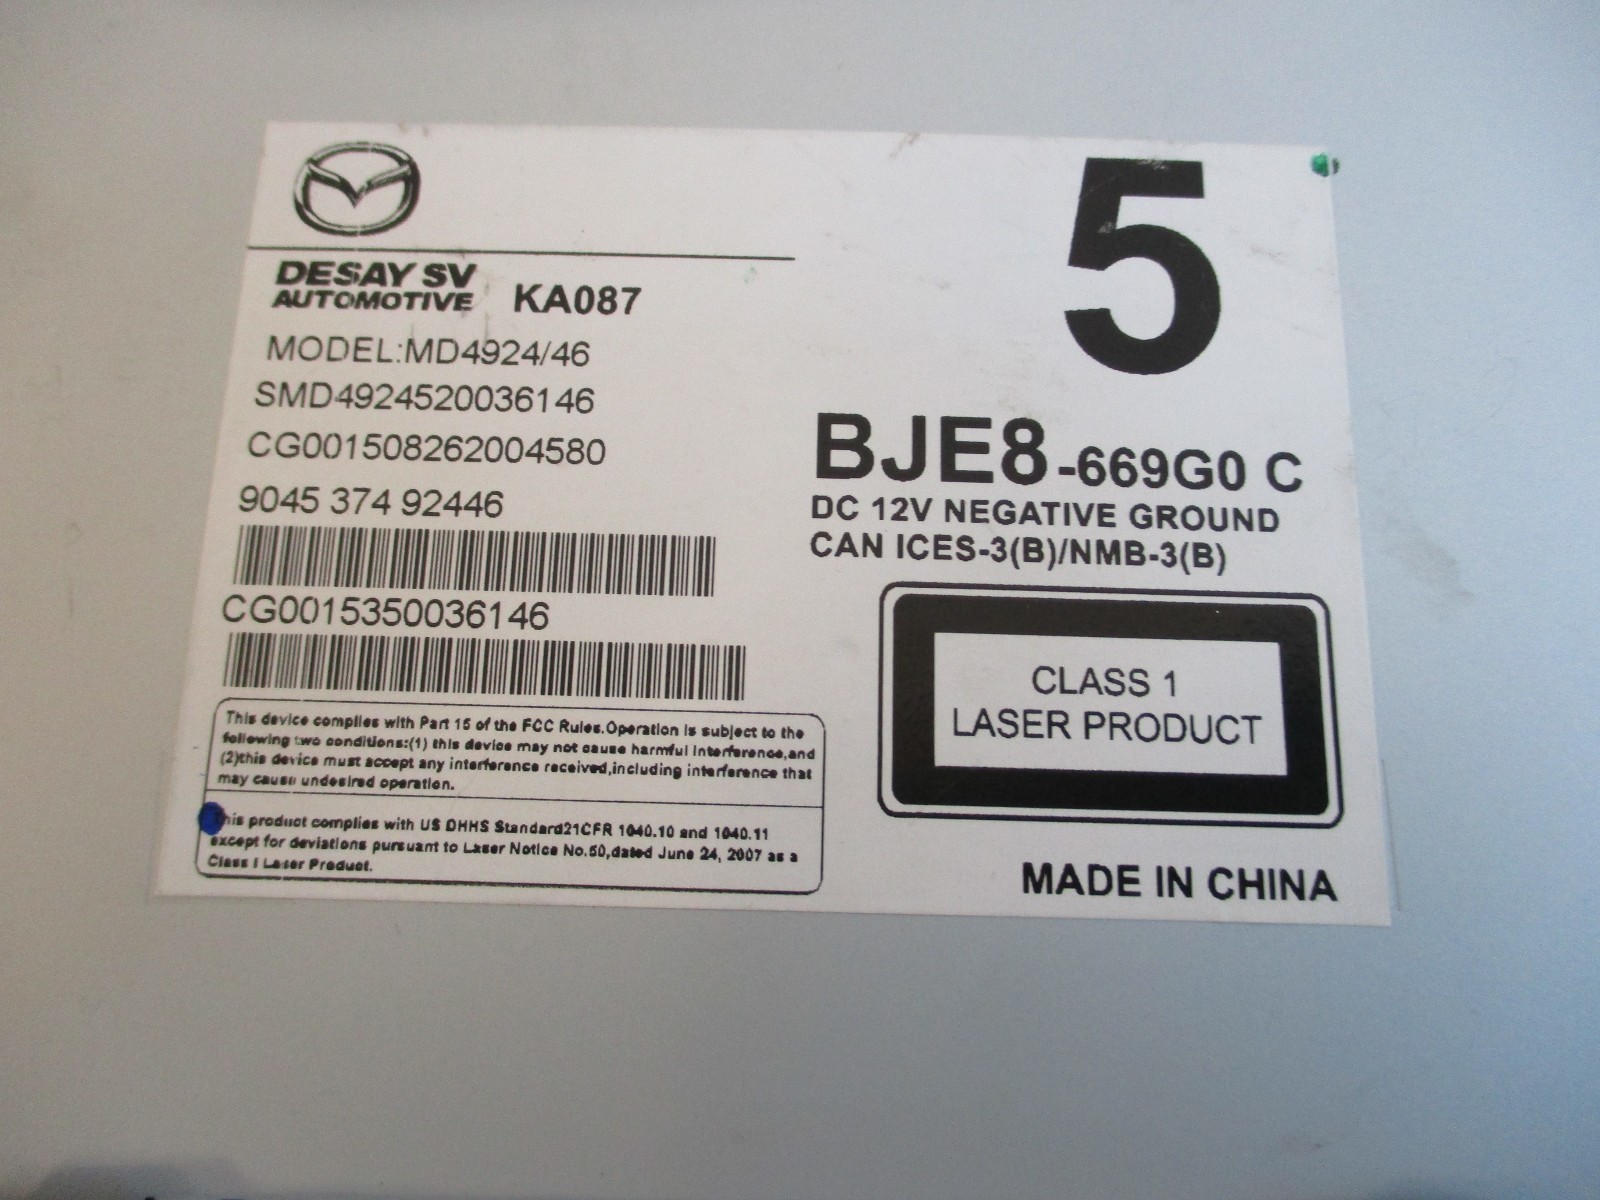 5
DESAY SV
AUTOMOTIVE KA087
MODEL:MD4924/46
SMD4924520036146
CG001508262004580
9045 374 92446
CG0015350036146
This device complies with Part 15 of the FCC Rules.Operation is subject to the
following two conditions:(1) this device may not cause harmful interference,and
(2)this device must accept any interference received,including interference that
may cause undesired operation.
This product complies with US DHHS Standard21CFR 1040.10 and 1040.11
except for deviations pursuant to Laser Notice No.50,dated June 24, 2007 as a
Class I Laser Product.
BJE8-669G0 C
DC 12V NEGATIVE GROUND
CAN ICES-3(B)/NMB-3(B)
CLASS 1
LASER PRODUCT
MADE IN CHINA